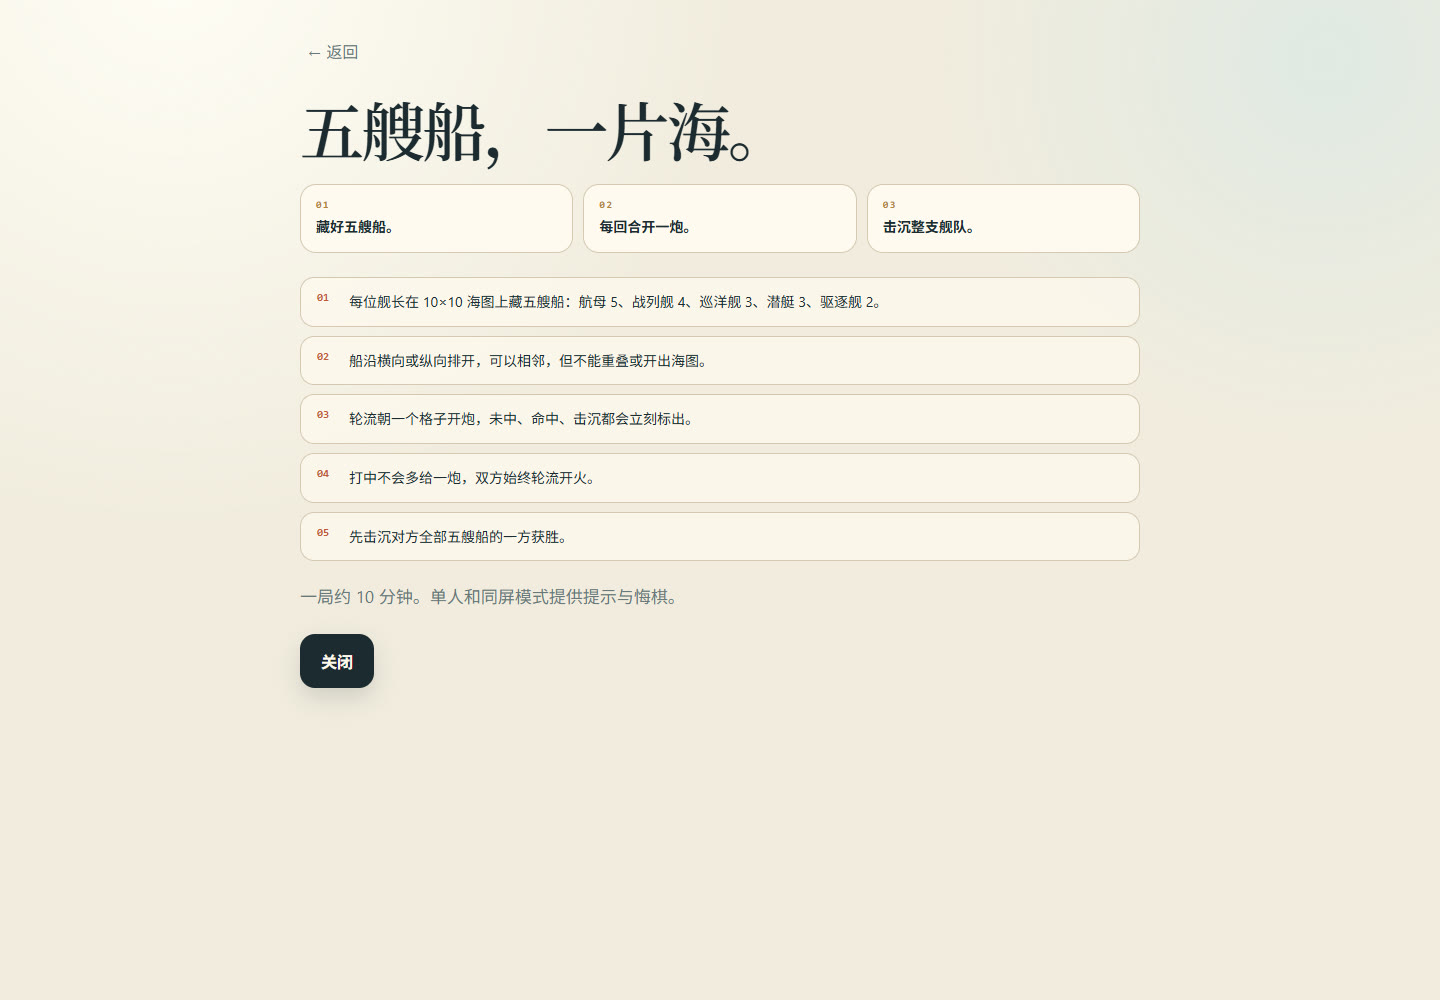 ← 返回
五艘船，一片海。
01
藏好五艘船。
02
每回合开一炮。
03
击沉整支舰队。
01 每位舰长在 10×10 海图上藏五艘船：航母 5、战列舰 4、巡洋舰 3、潜艇 3、驱逐舰 2。
02 船沿横向或纵向排开，可以相邻，但不能重叠或开出海图。
03 轮流朝一个格子开炮，未中、命中、击沉都会立刻标出。
04 打中不会多给一炮，双方始终轮流开火。
05 先击沉对方全部五艘船的一方获胜。
一局约 10 分钟。单人和同屏模式提供提示与悔棋。
关闭